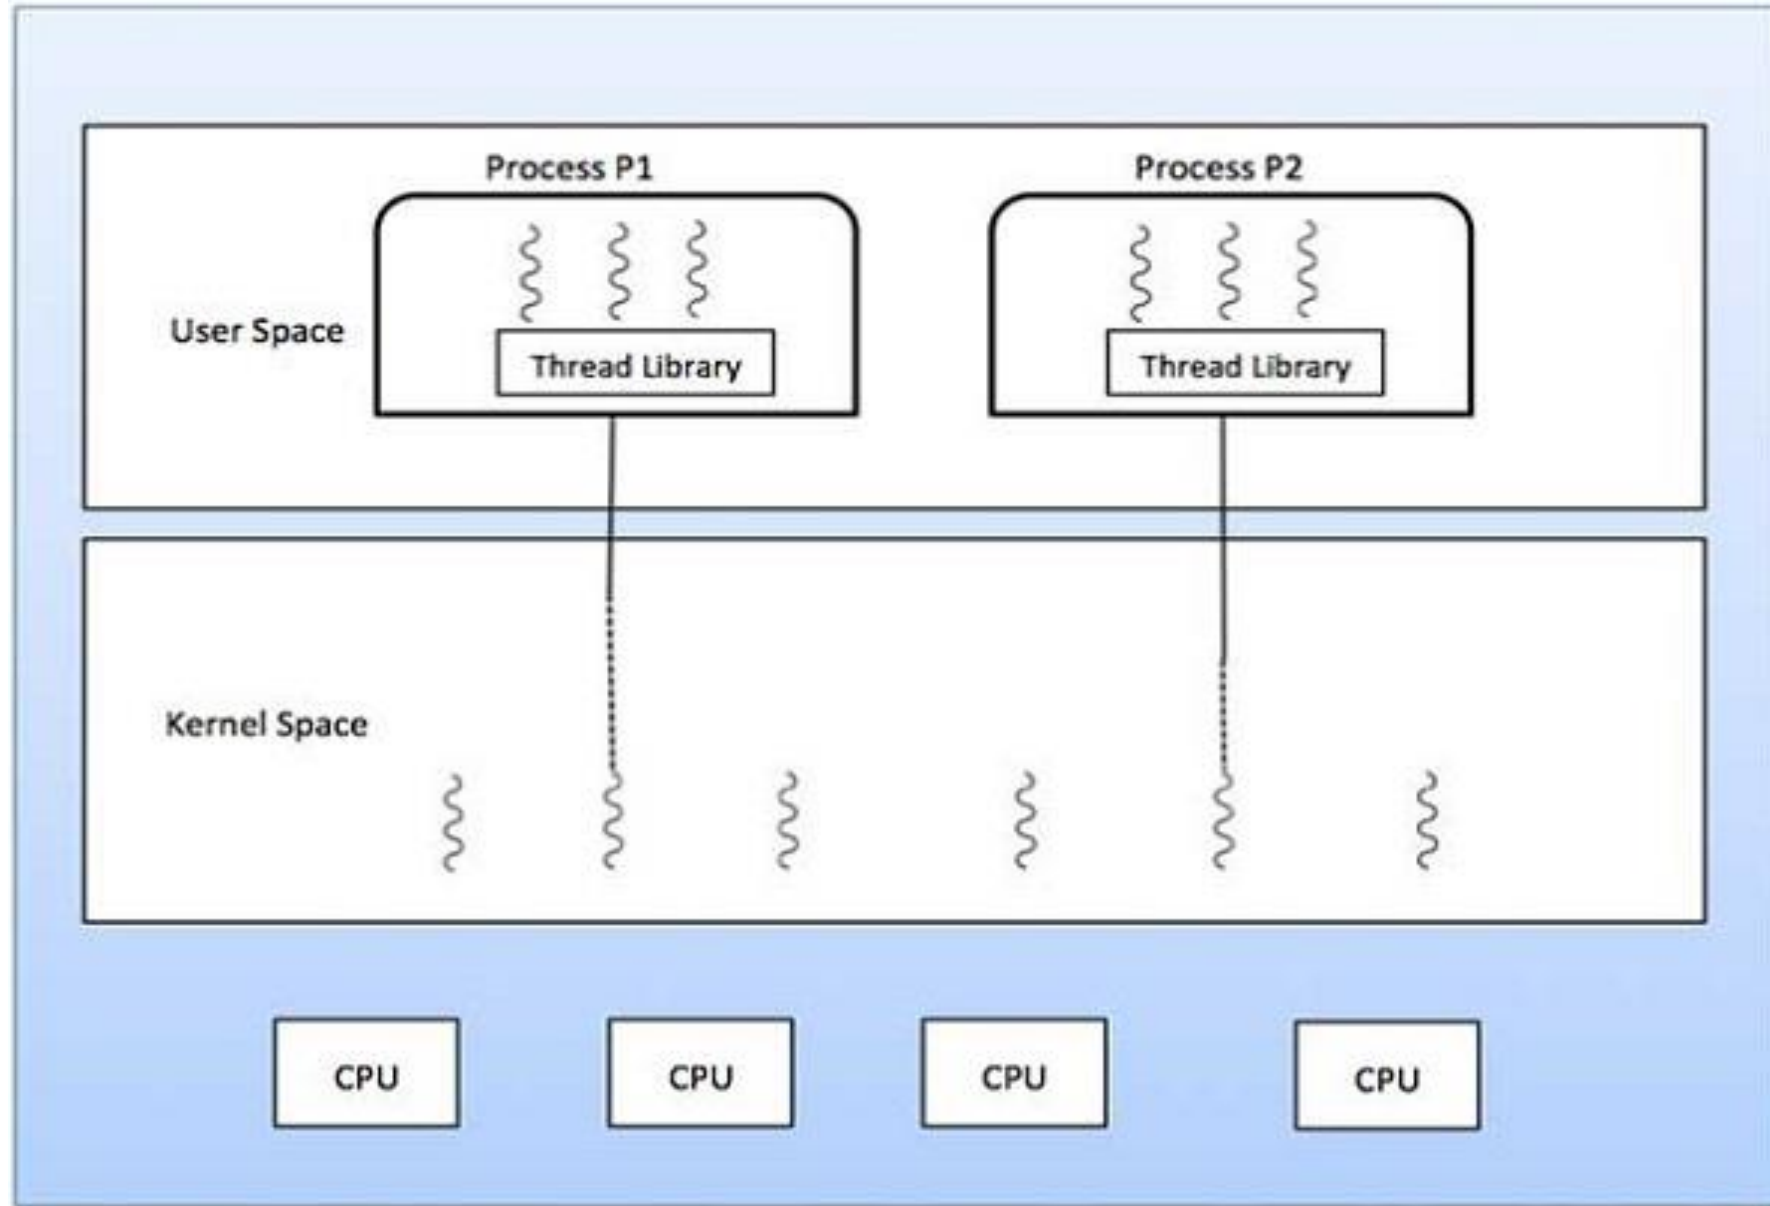 Process P1
Process P2
User Space
Thread Library
Thread Library
Kernel Space
CPU
CPU
CPU
CPU